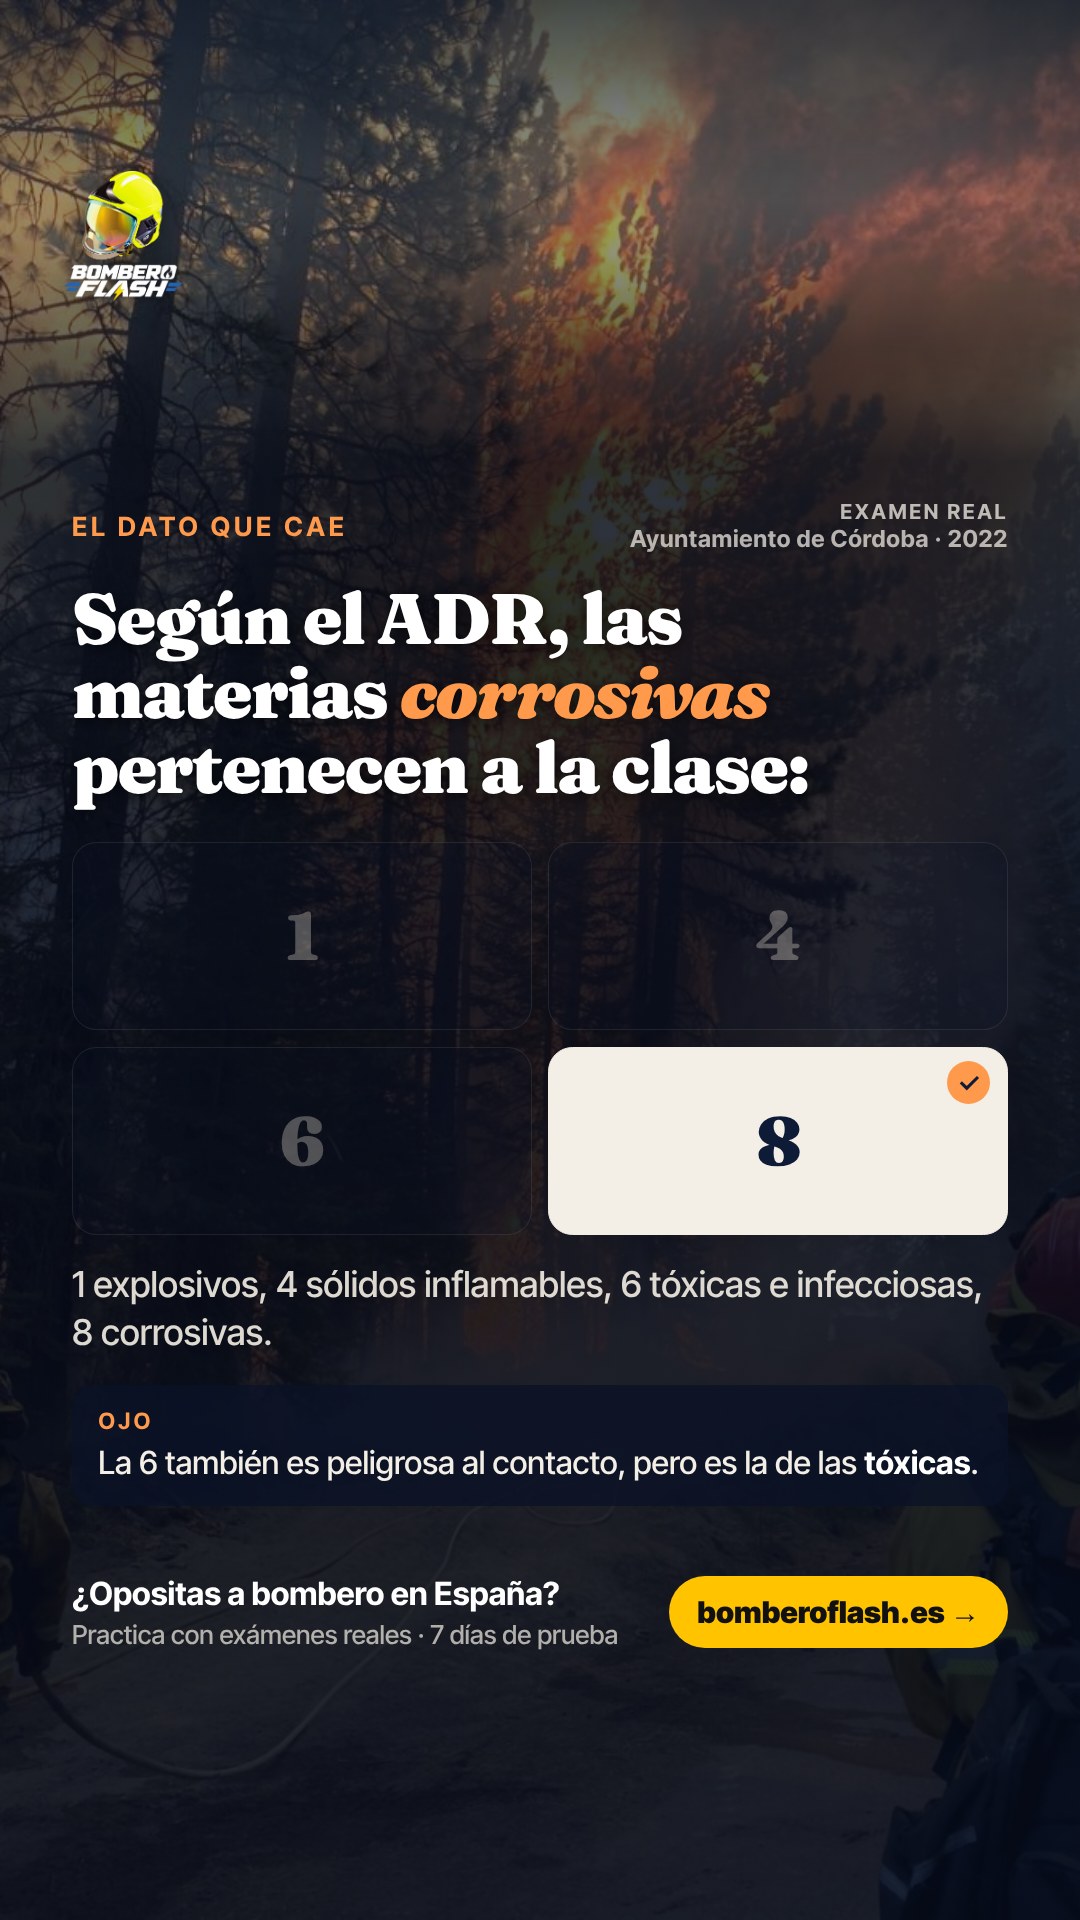 BOMBERO
FLASH
EL DATO QUE CAE
EXAMEN REAL
Ayuntamiento de Córdoba · 2022
Según el ADR, las
materias corrosivas
pertenecen a la clase:
1
4
6
8
1 explosivos, 4 sólidos inflamables, 6 tóxicas e infecciosas,
8 corrosivas.
OJO
La 6 también es peligrosa al contacto, pero es la de las tóxicas.
¿Opositas a bombero en España?
Practica con exámenes reales · 7 días de prueba
bomberoflash.es →